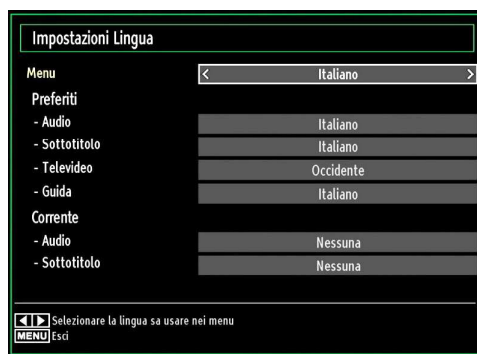 Impostazioni Lingua
Menu < Italiano >
Preferiti
- Audio Italiano
- Sottotitolo Italiano
- Televideo Occidente
- Guida Italiano
Corrente
- Audio Nessuna
- Sottotitolo Nessuna
Selezionare la lingua sa usare nei menu
MENU Esci